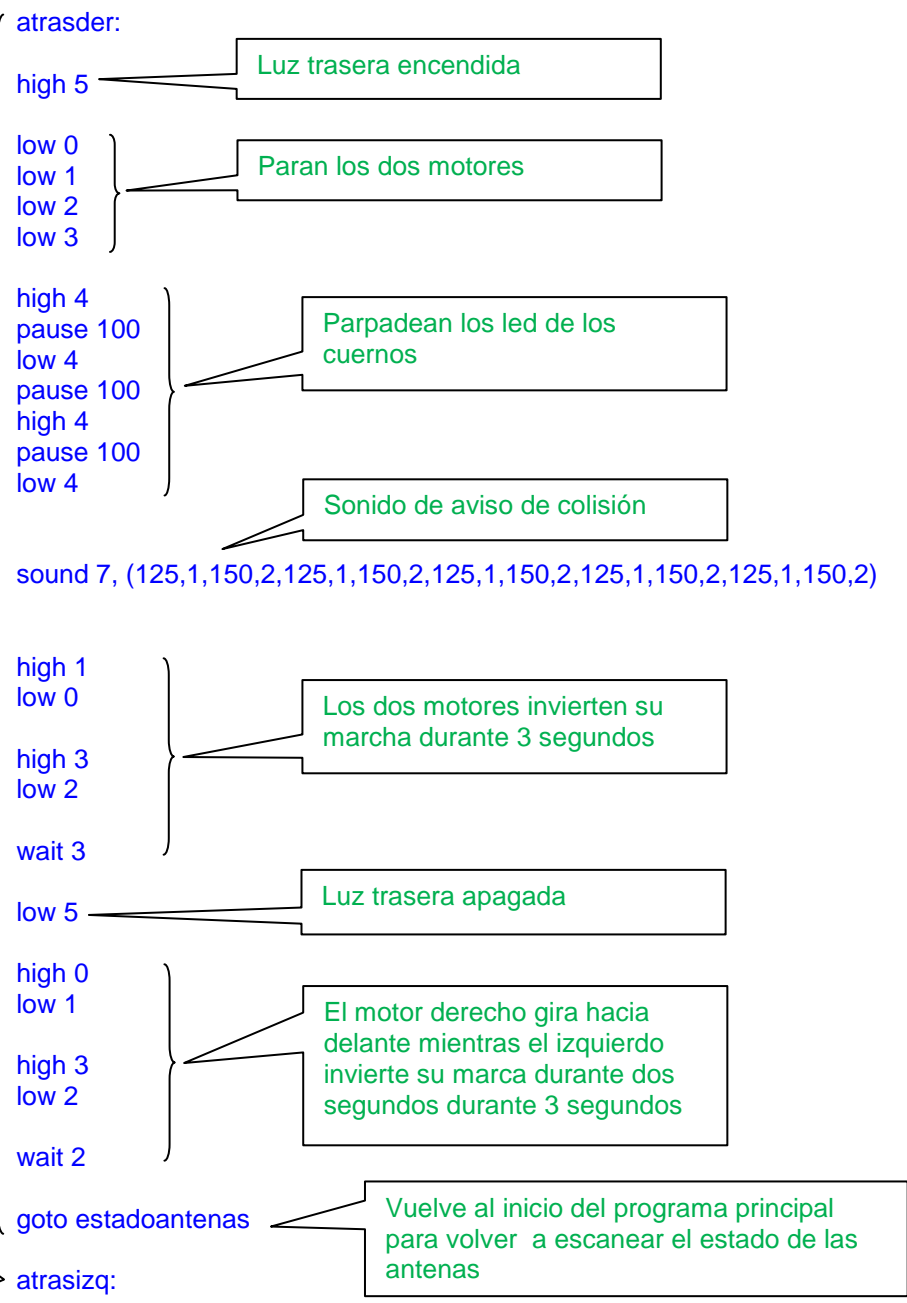 atrasder:
high 5
Luz trasera encendida
low 0
low 1
low 2
low 3
Paran los dos motores
high 4
pause 100
low 4
pause 100
high 4
pause 100
low 4
Parpadean los led de los
cuernos
Sonido de aviso de colisión
sound 7, (125,1,150,2,125,1,150,2,125,1,150,2,125,1,150,2,125,1,150,2)
high 1
low 0
high 3
low 2
wait 3
Los dos motores invierten su
marcha durante 3 segundos
low 5
Luz trasera apagada
high 0
low 1
high 3
low 2
wait 2
El motor derecho gira hacia
delante mientras el izquierdo
invierte su marca durante dos
segundos durante 3 segundos
goto estadoantenas
Vuelve al inicio del programa principal
para volver  a escanear el estado de las
antenas
atrasizq: